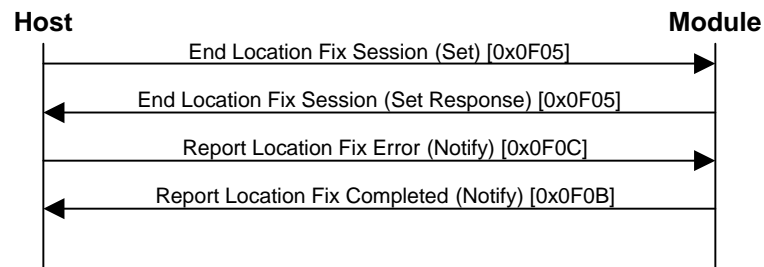 Host
Module
End Location Fix Session (Set) [0x0F05]
End Location Fix Session (Set Response) [0x0F05]
Report Location Fix Error (Notify) [0x0F0C]
Report Location Fix Completed (Notify) [0x0F0B]